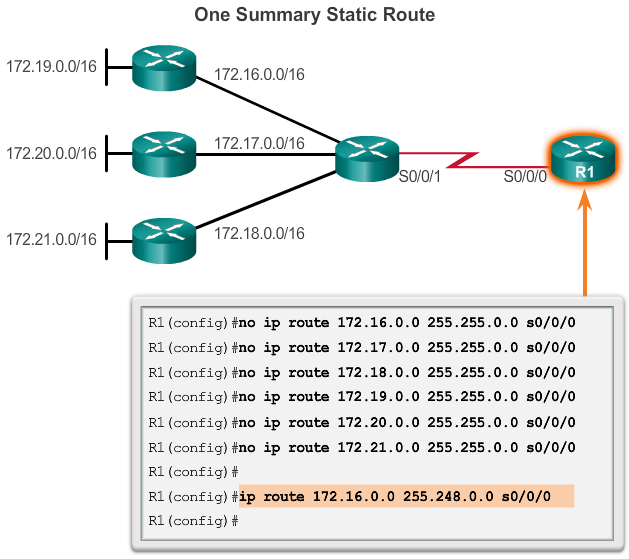 One Summary Static Route
172.19.0.0/16
172.16.0.0/16
172.20.0.0/16
172.17.0.0/16
S0/0/1
S0/0/0
R1
172.21.0.0/16
172.18.0.0/16
R1(config)#no ip route 172.16.0.0 255.255.0.0 s0/0/0
R1(config)#no ip route 172.17.0.0 255.255.0.0 s0/0/0
R1(config)#no ip route 172.18.0.0 255.255.0.0 s0/0/0
R1(config)#no ip route 172.19.0.0 255.255.0.0 s0/0/0
R1(config)#no ip route 172.20.0.0 255.255.0.0 s0/0/0
R1(config)#no ip route 172.21.0.0 255.255.0.0 s0/0/0
R1(config)#
R1(config)#ip route 172.16.0.0 255.248.0.0 s0/0/0
R1(config)#